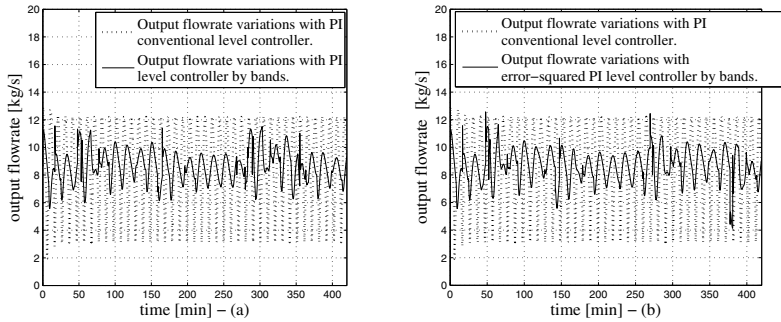 20
18
16
14
12
10
8
6
4
2
0
output flowrate [kg/s]
Output flowrate variations with PI
conventional level controller.
Output flowrate variations with PI
level controller by bands.
0 50 100 150 200 250 300 350 400
time [min] – (a)
20
18
16
14
12
10
8
6
4
2
0
output flowrate [kg/s]
Output flowrate variations with PI
conventional level controller.
Output flowrate variations with
error-squared PI level controller by bands.
0 50 100 150 200 250 300 350 400
time [min] – (b)